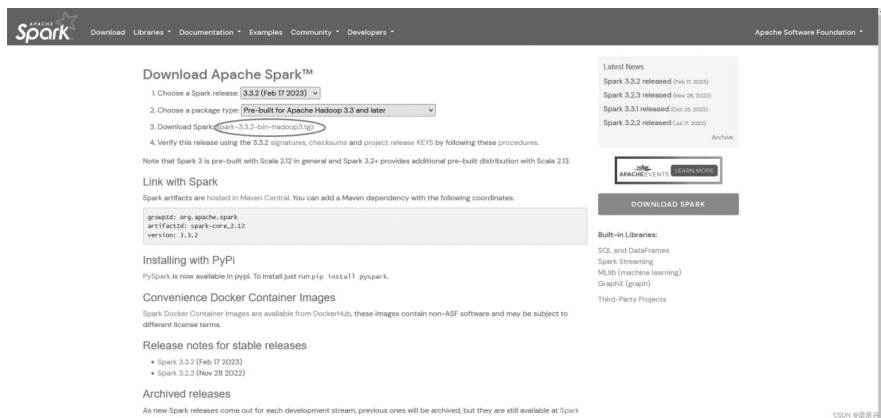 APACHE
Spark
Download Libraries Documentation Examples Community Developers Apache Software Foundation
Download Apache Spark™
1. Choose a Spark release: 3.3.2 (Feb 17 2023)
2. Choose a package type: Pre-built for Apache Hadoop 3.3 and later
3. Download Spark: spark-3.3.2-bin-hadoop3.tgz
4. Verify this release using the 3.3.2 signatures, checksums and project release KEYS by following these procedures.
Note that Spark 3 is pre-built with Scala 2.12 in general and Spark 3.2+ provides additional pre-built distribution with Scala 2.13.
Link with Spark
Spark artifacts are hosted in Maven Central. You can add a Maven dependency with the following coordinates:
groupId: org.apache.spark
artifactId: spark-core_2.12
version: 3.3.2
Installing with PyPi
PySpark is now available in pypi. To install just run pip install pyspark.
Convenience Docker Container Images
Spark Docker Container images are available from DockerHub, these images contain non-ASF software and may be subject to
different license terms.
Release notes for stable releases
• Spark 3.3.2 (Feb 17 2023)
• Spark 3.2.3 (Nov 28 2022)
Archived releases
As new Spark releases come out for each development stream, previous ones will be archived, but they are still available at Spark
Latest News
Spark 3.3.2 released (Feb 17, 2023)
Spark 3.2.3 released (Nov 28, 2022)
Spark 3.3.1 released (Oct 25, 2022)
Spark 3.2.2 released (Jul 17, 2022)
Archive
APACHE EVENTS LEARN MORE
DOWNLOAD SPARK
Built-in Libraries:
SQL and DataFrames
Spark Streaming
MLlib (machine learning)
GraphX (graph)
Third-Party Projects
CSDN @梁辰兴